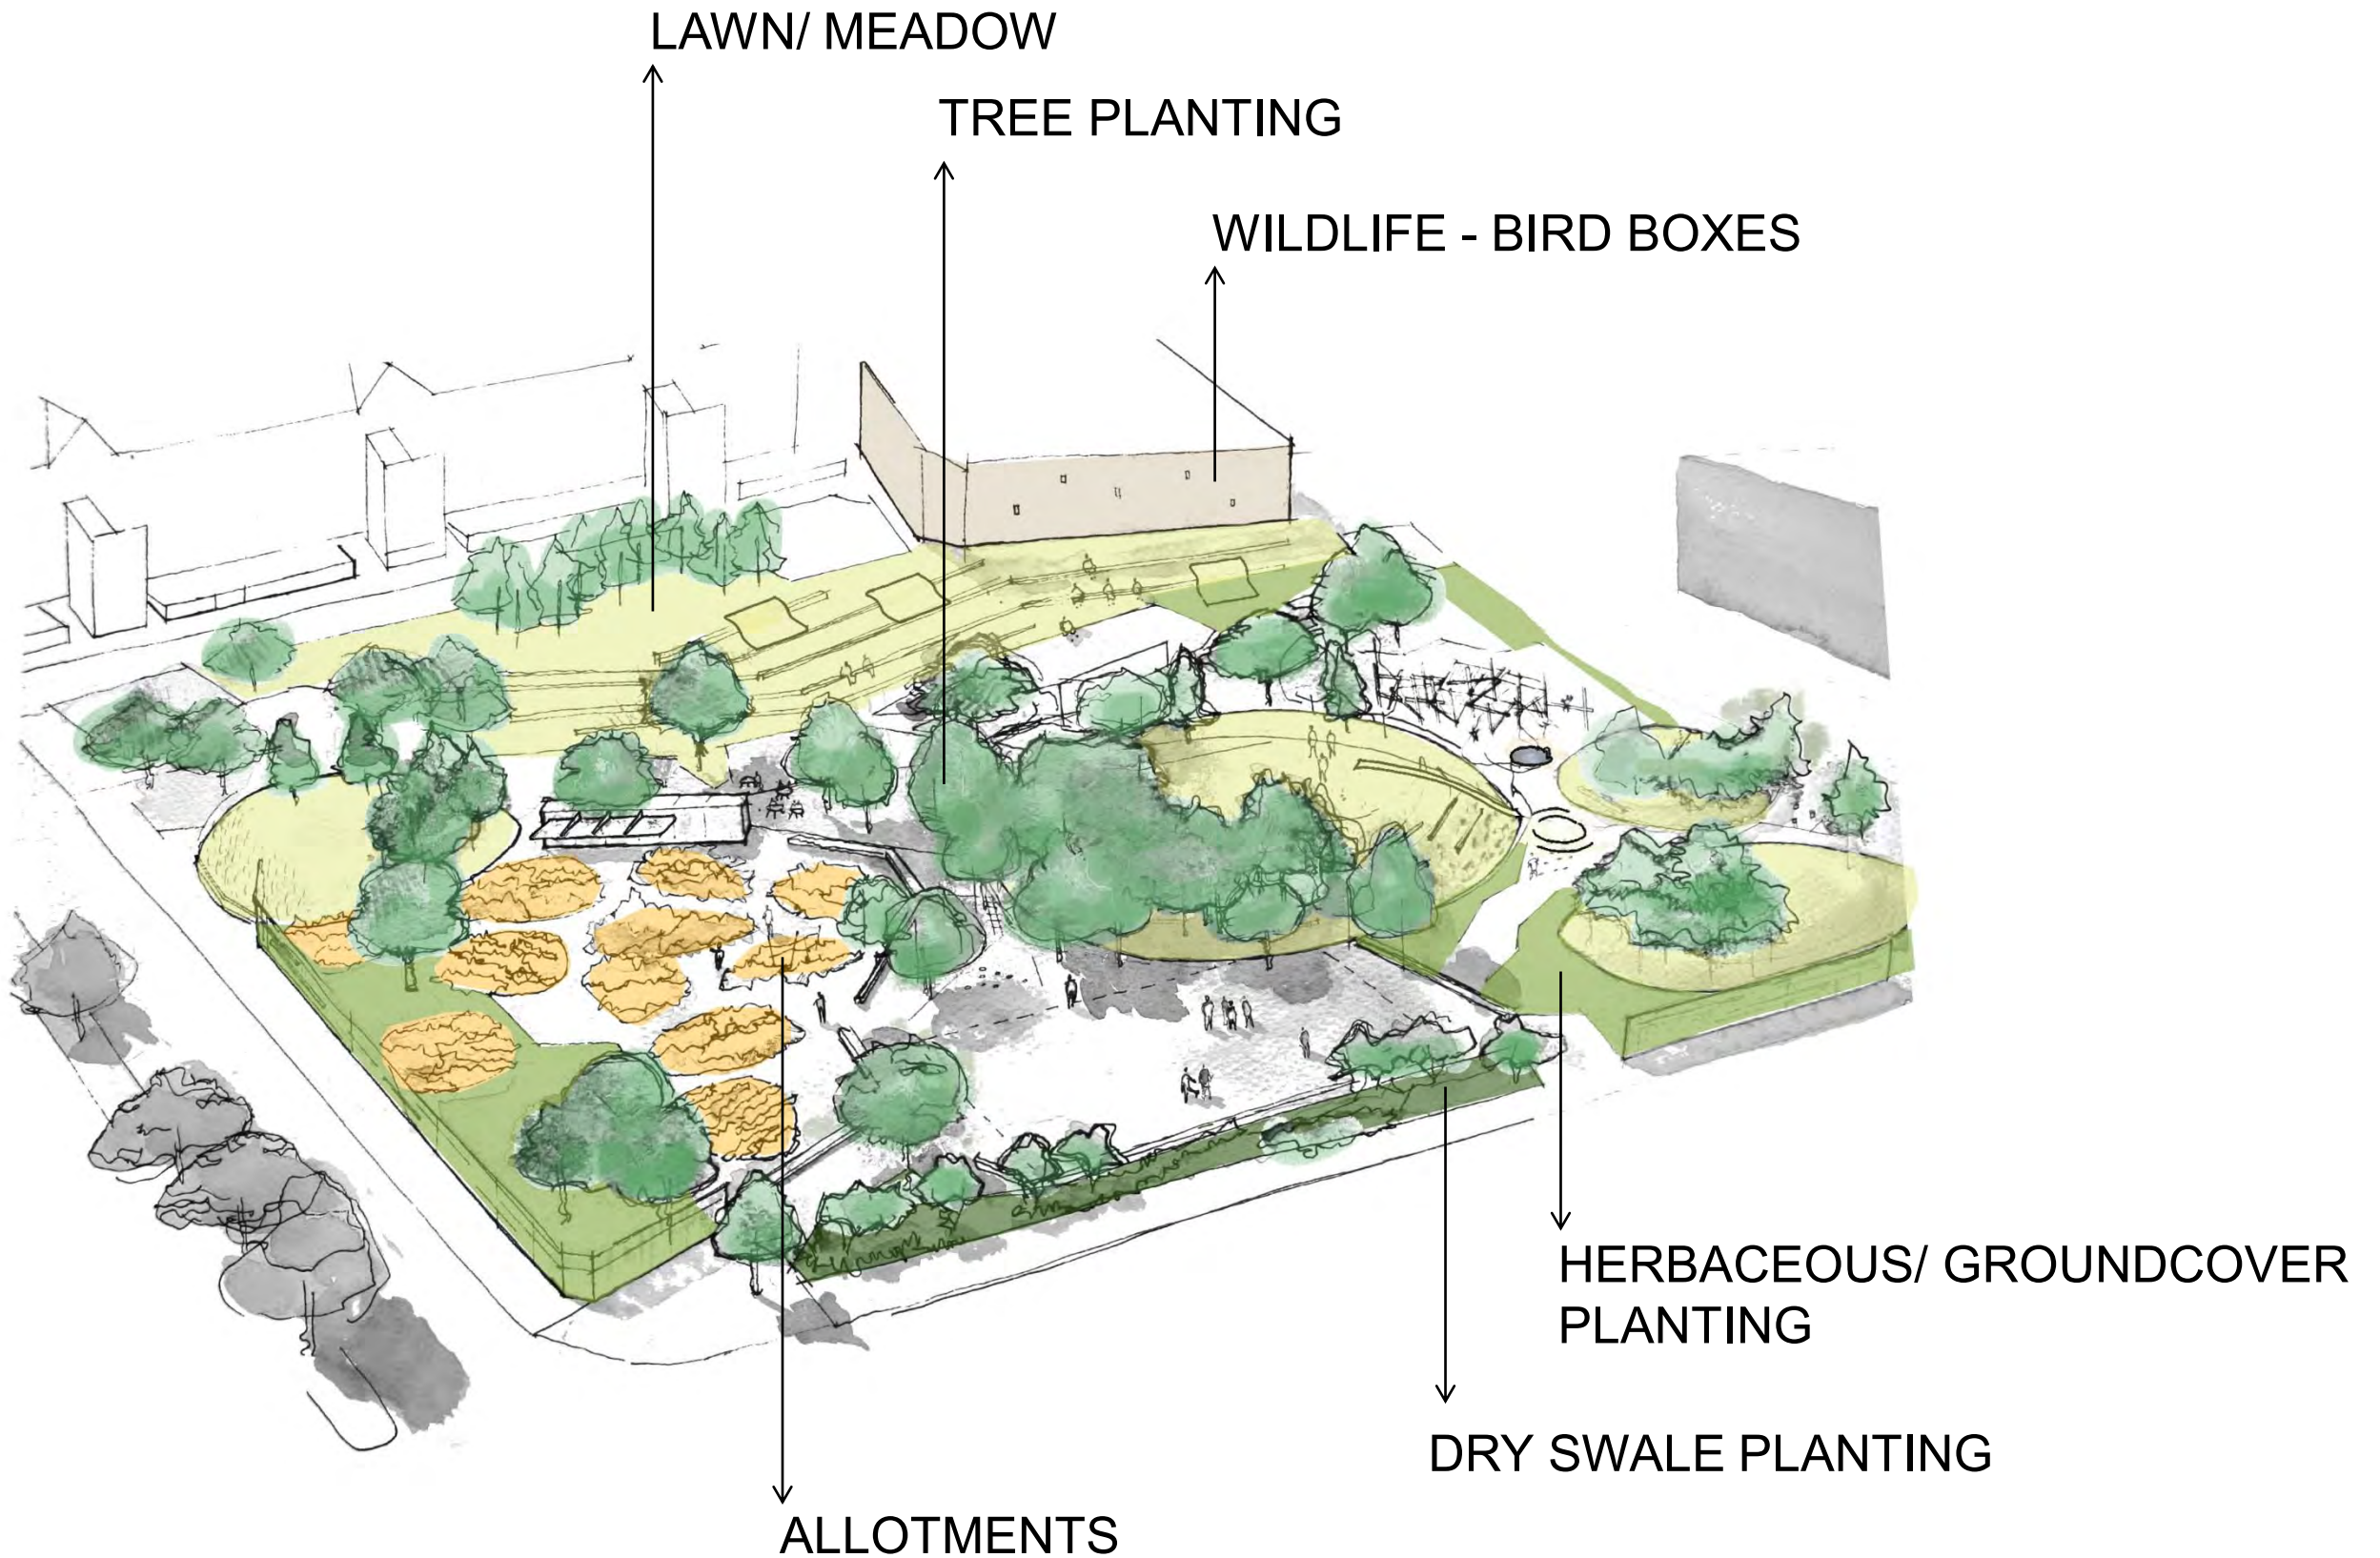 LAWN/ MEADOW
TREE PLANTING
WILDLIFE - BIRD BOXES
HERBACEOUS/ GROUNDCOVER
PLANTING
DRY SWALE PLANTING
ALLOTMENTS